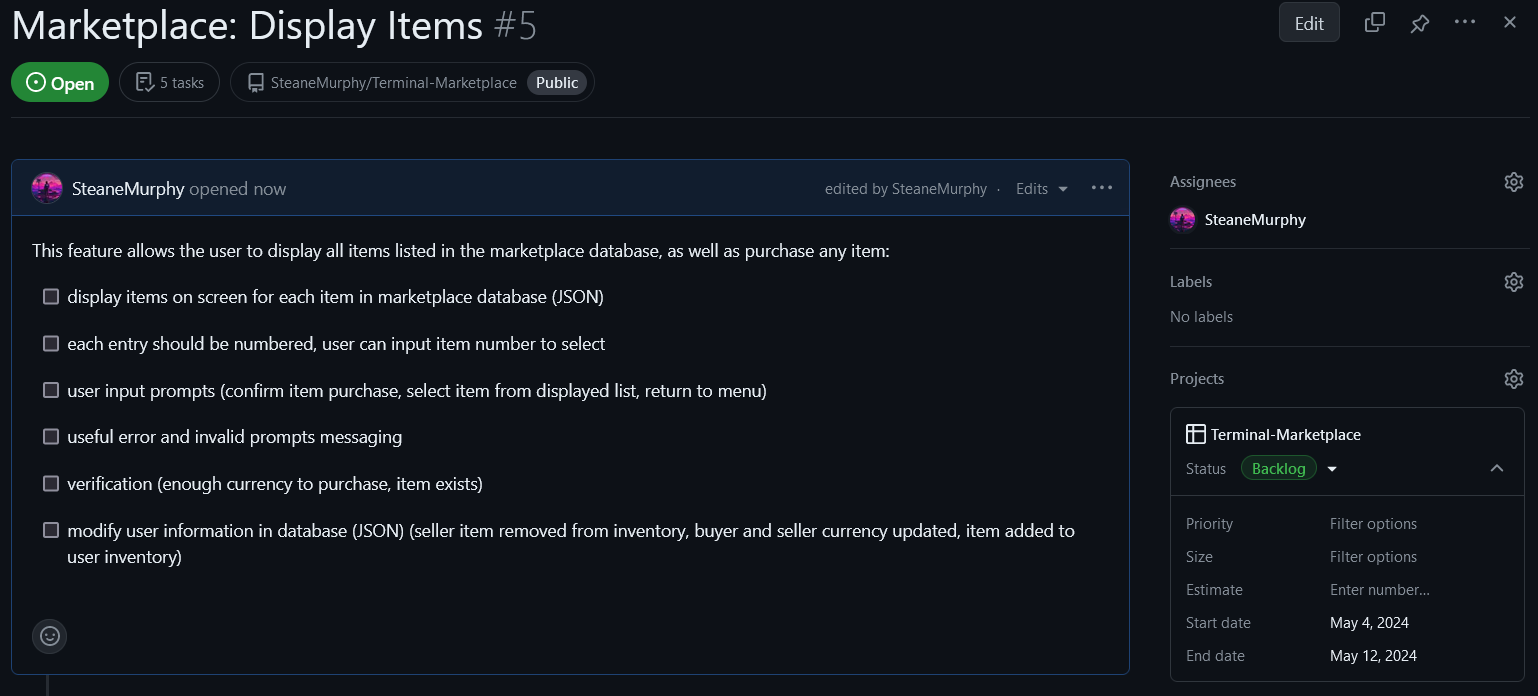 Marketplace: Display Items #5
Edit
Open
5 tasks
SteaneMurphy/Terminal-Marketplace
Public
SteaneMurphy opened now
edited by SteaneMurphy · Edits
This feature allows the user to display all items listed in the marketplace database, as well as purchase any item:
display items on screen for each item in marketplace database (JSON)
each entry should be numbered, user can input item number to select
user input prompts (confirm item purchase, select item from displayed list, return to menu)
useful error and invalid prompts messaging
verification (enough currency to purchase, item exists)
modify user information in database (JSON) (seller item removed from inventory, buyer and seller currency updated, item added to
user inventory)
Assignees
SteaneMurphy
Labels
No labels
Projects
Terminal-Marketplace
Status Backlog
Priority Filter options
Size Filter options
Estimate Enter number...
Start date May 4, 2024
End date May 12, 2024